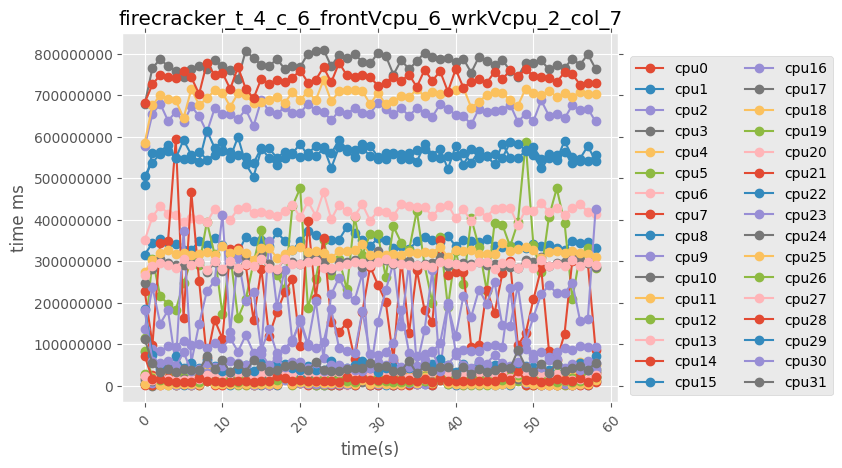 firecracker_t_4_c_6_frontVcpu_6_wrkVcpu_2_col_7
800000000
700000000
600000000
500000000
400000000
300000000
200000000
100000000
0
time ms
0
10
20
30
40
50
60
time(s)
cpu0
cpu1
cpu2
cpu3
cpu4
cpu5
cpu6
cpu7
cpu8
cpu9
cpu10
cpu11
cpu12
cpu13
cpu14
cpu15
cpu16
cpu17
cpu18
cpu19
cpu20
cpu21
cpu22
cpu23
cpu24
cpu25
cpu26
cpu27
cpu28
cpu29
cpu30
cpu31